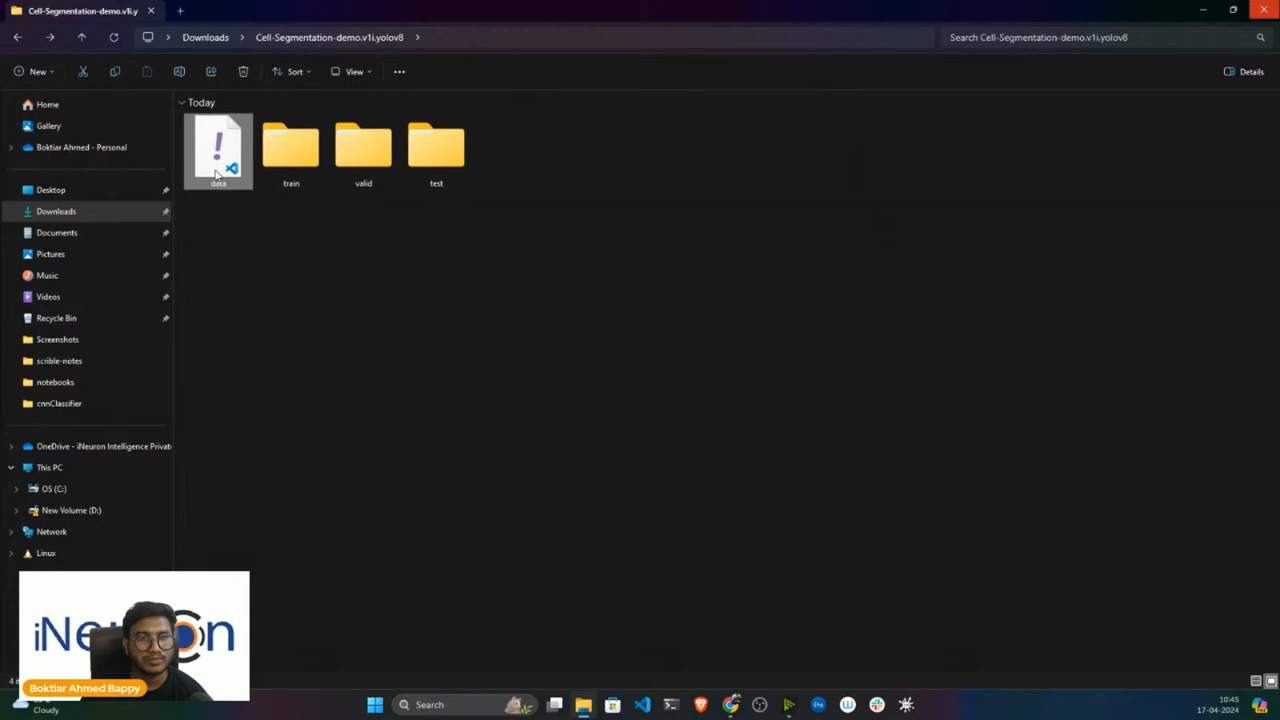 Cell-Segmentation-demo.v1i.y
Downloads
Cell-Segmentation-demo.v1i.yolov8
Search Cell-Segmentation-demo.v1i.yolov8
New
Sort
View
Details
Home
Gallery
Boktiar Ahmed - Personal
Desktop
Downloads
Documents
Pictures
Music
Videos
Recycle Bin
Screenshots
scrible-notes
notebooks
cnnClassifier
OneDrive - iNeuron Intelligence Privat
This PC
OS (C:)
New Volume (D:)
Network
Linux
Today
data
train
valid
test
Boktiar Ahmed Bappy
Cloudy
Search
10:45
17-04-2024